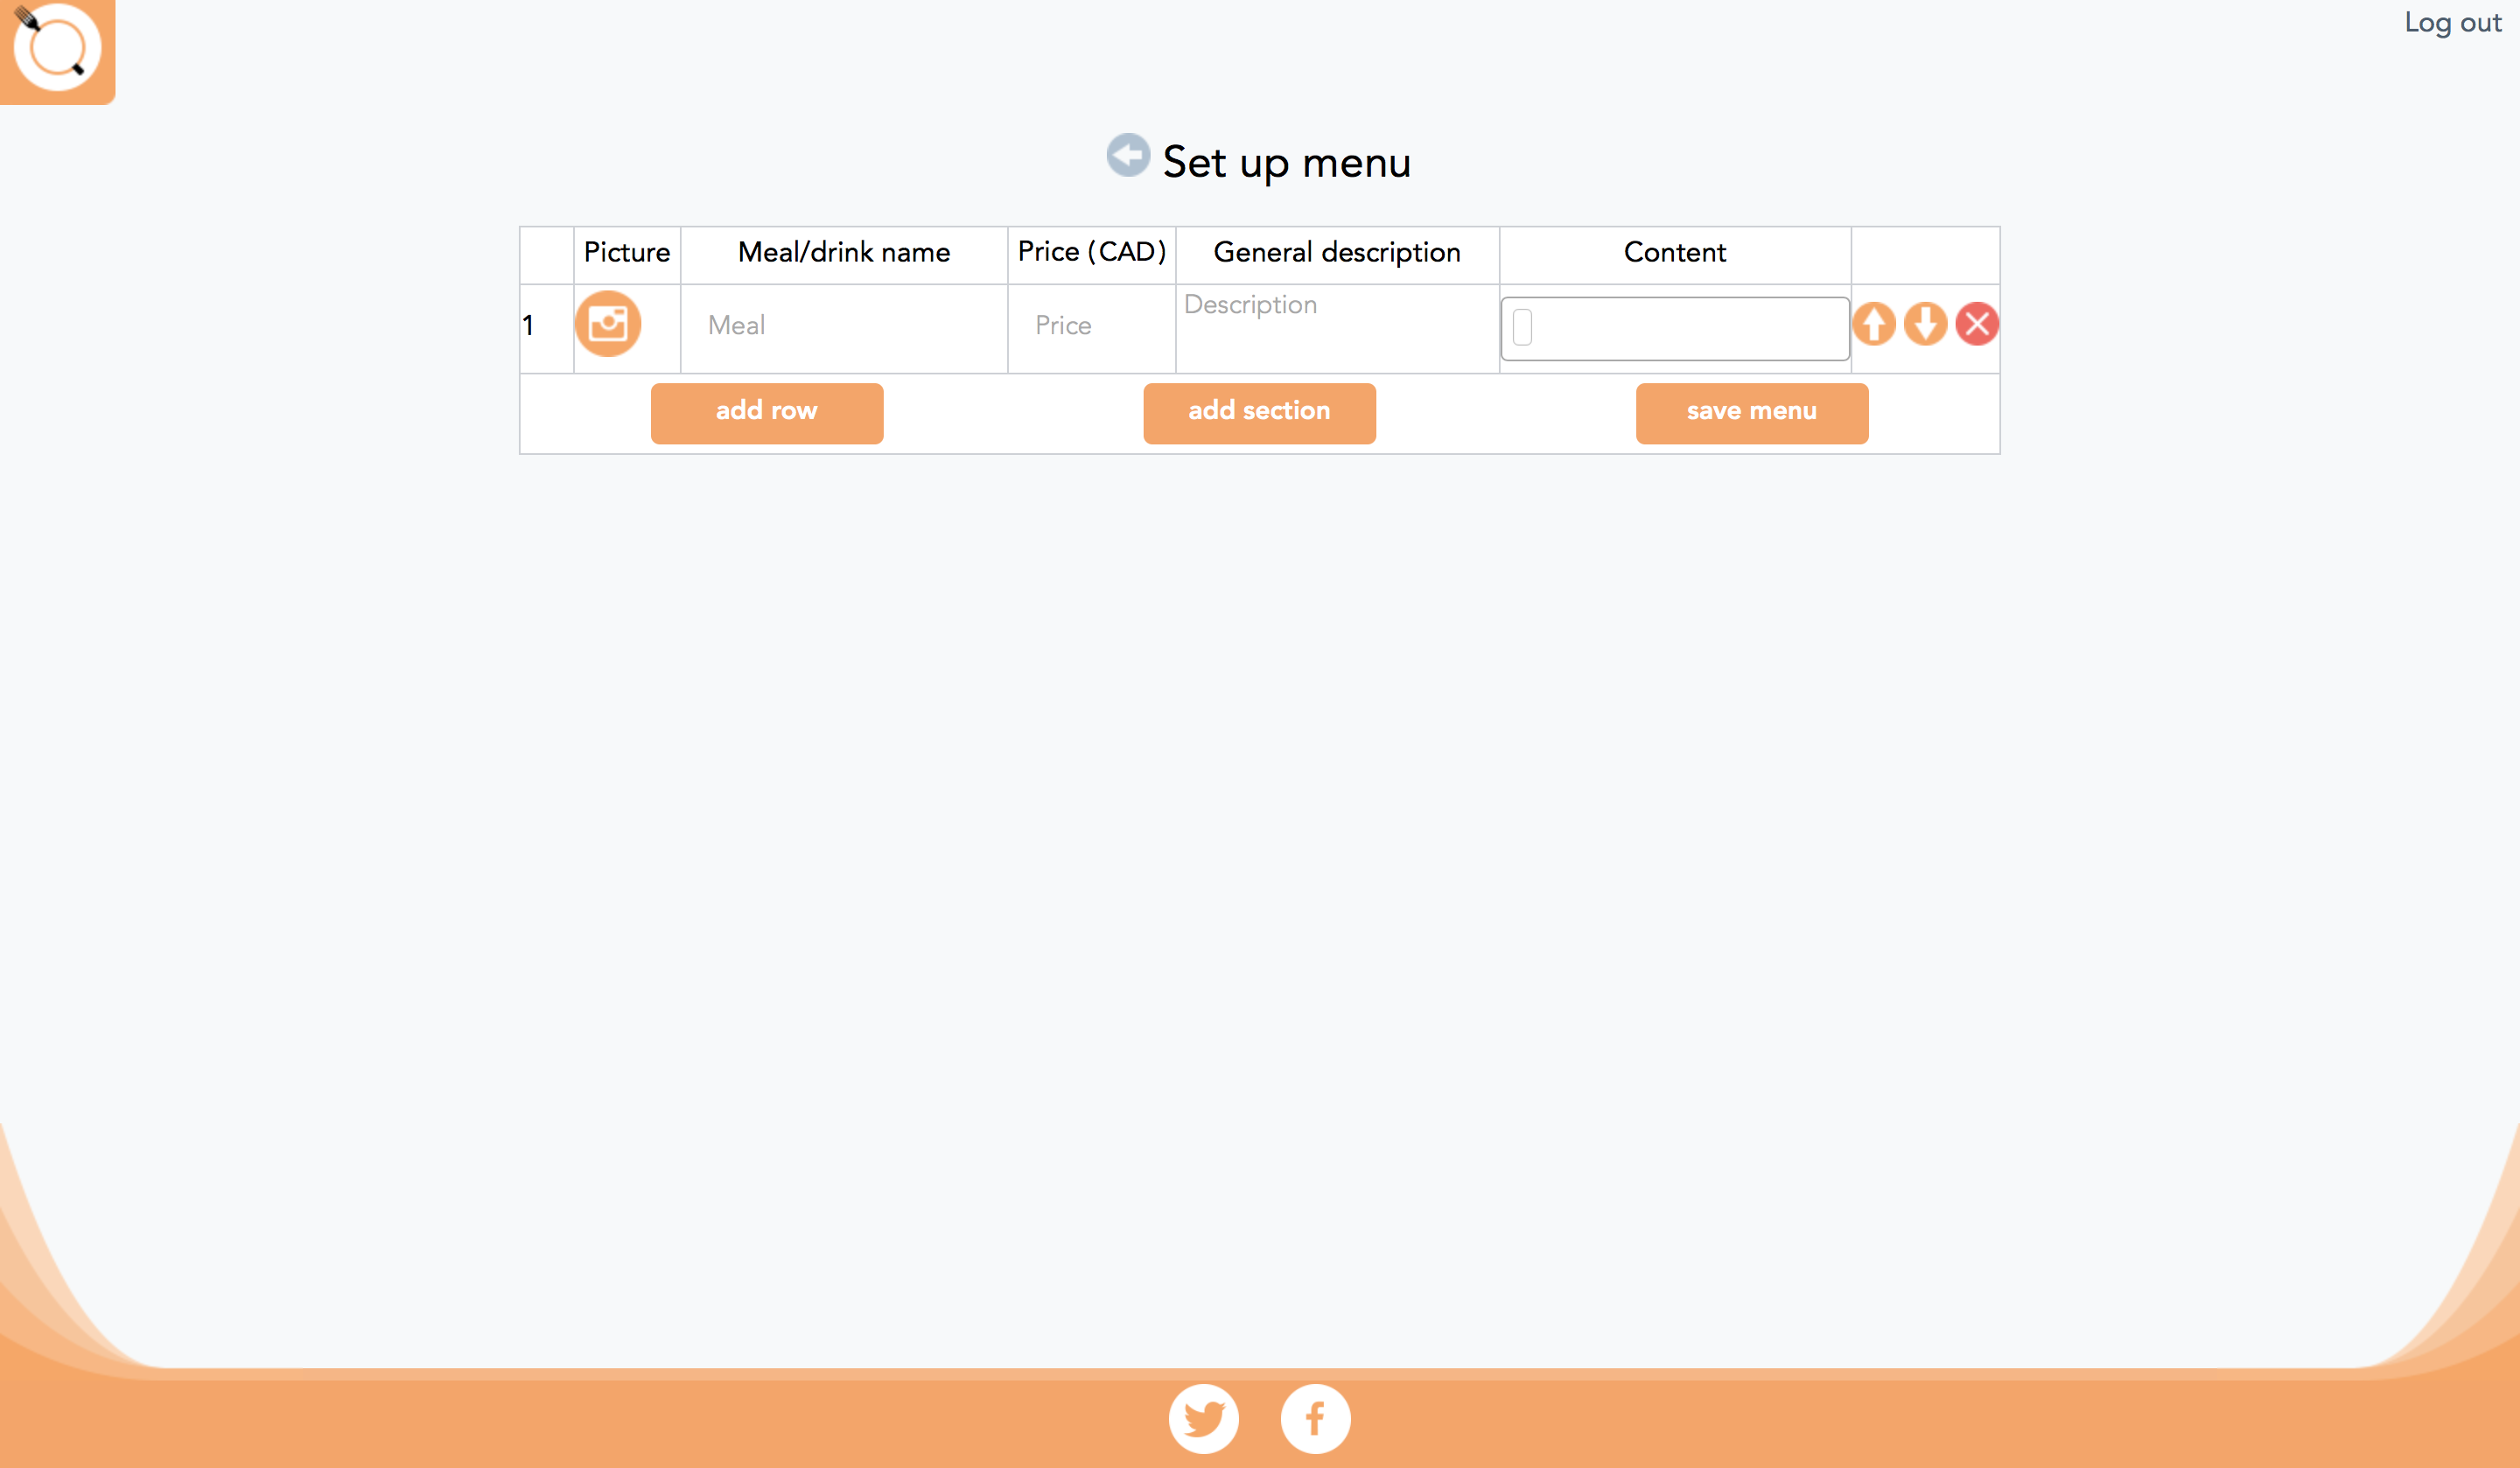 Log out
Set up menu
Picture Meal/drink name Price (CAD) General description Content
1 Meal Price Description
add row add section save menu